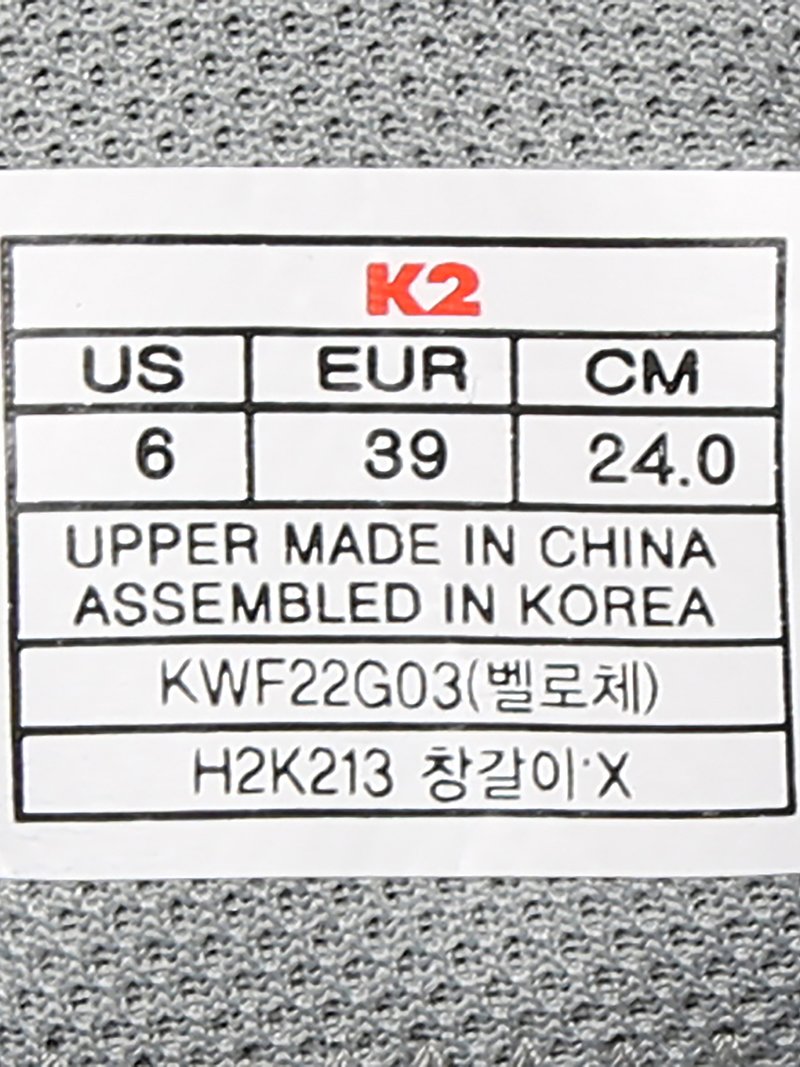 K2
US EUR CM
6 39 24.0
UPPER MADE IN CHINA
ASSEMBLED IN KOREA
KWF22G03(벨로체)
H2K213 창갈이·X